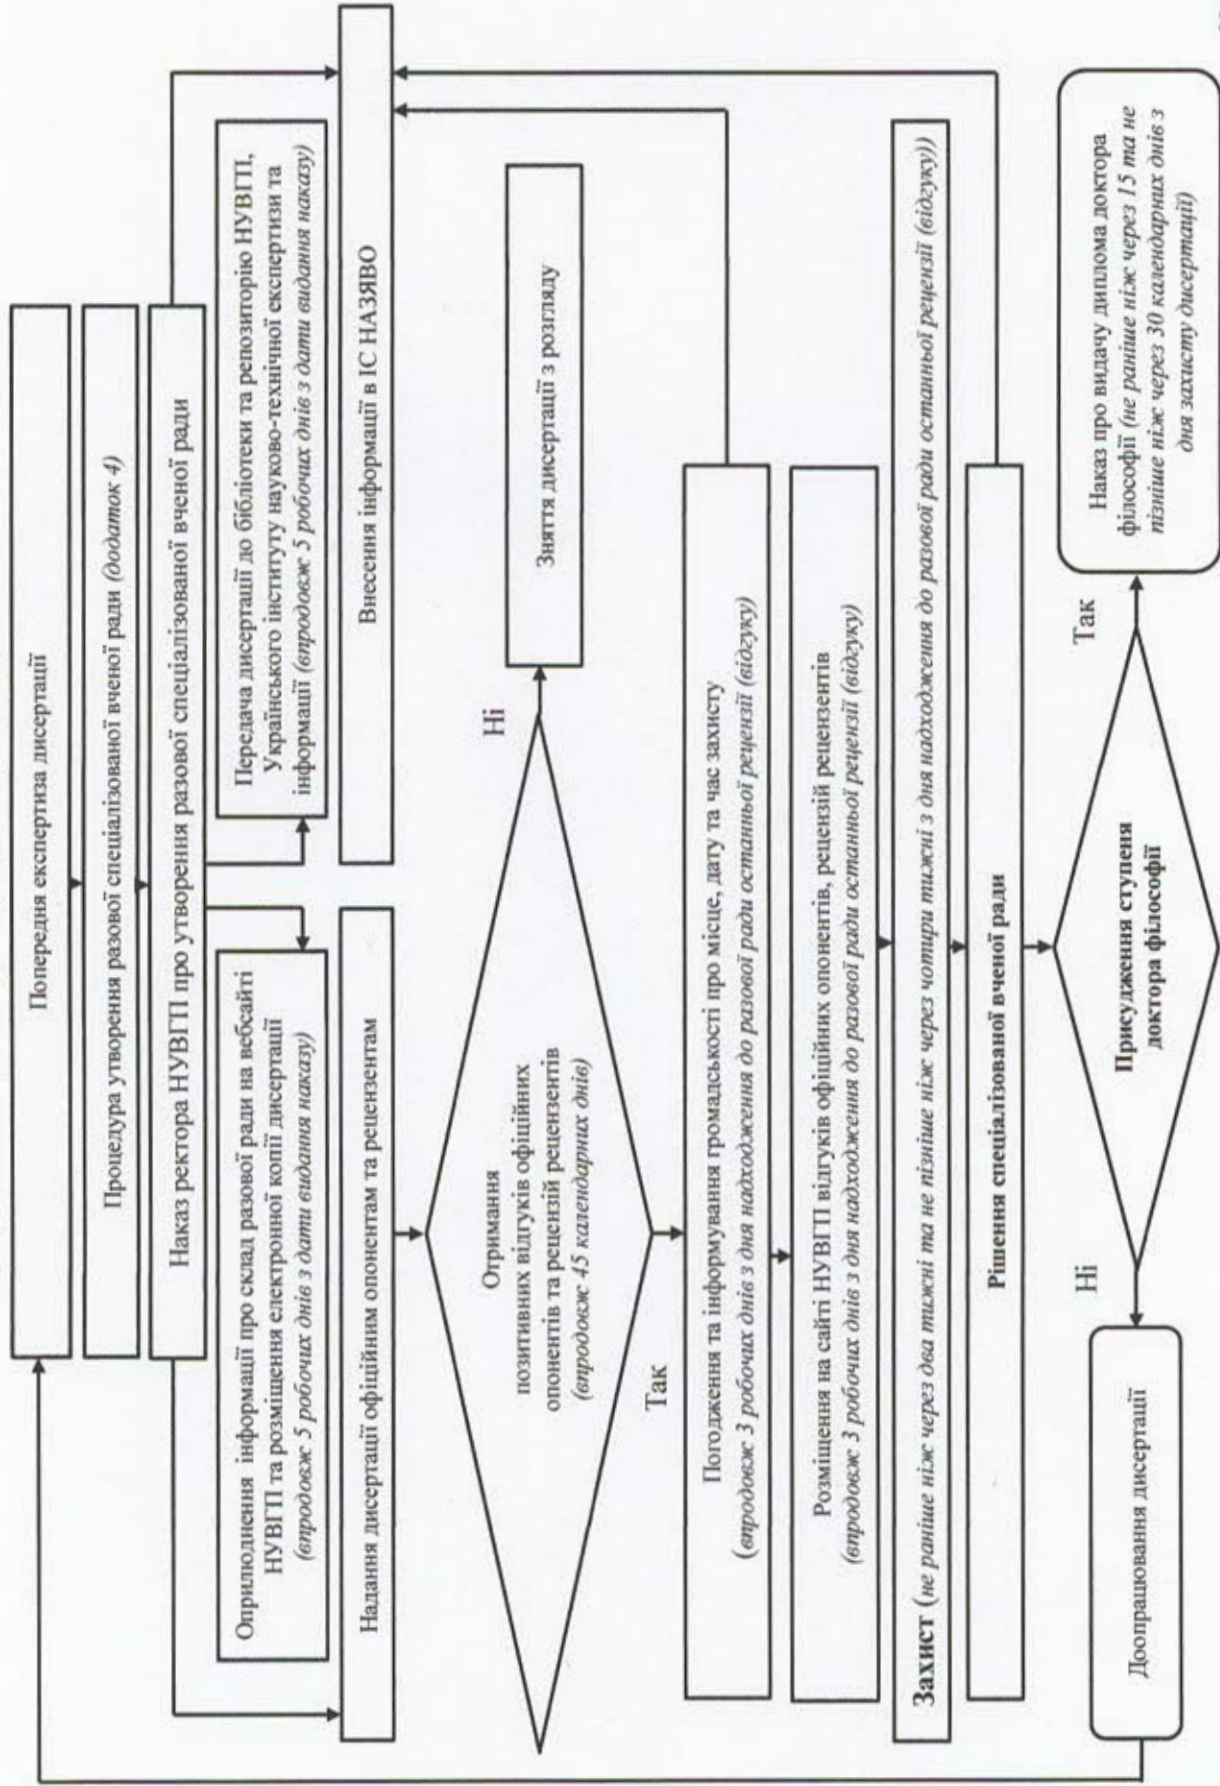 Попередня експертиза дисертації
Процедура утворення разової спеціалізованої вченої ради (додаток 4)
Наказ ректора НУВГП про утворення разової спеціалізованої вченої ради
Оприлюднення інформації про склад разової ради на вебсайті
НУВГП та розміщення електронної копії дисертації
(впродовж 5 робочих днів з дати видання наказу)
Передача дисертації до бібліотеки та репозиторію НУВГП,
Українського інституту науково-технічної експертизи та
інформації (впродовж 5 робочих днів з дати видання наказу)
Надання дисертації офіційним опонентам та рецензентам
Внесення інформації в ІС НАЗЯВО
Отримання
позитивних відгуків офіційних
опонентів та рецензій рецензентів
(впродовж 45 календарних днів)
Ні
Зняття дисертації з розгляду
Так
Погодження та інформування громадськості про місце, дату та час захисту
(впродовж 3 робочих днів з дня надходження до разової ради останньої рецензії (відгуку)
Розміщення на сайті НУВГП відгуків офіційних опонентів, рецензій рецензентів
(впродовж 3 робочих днів з дня надходження до разової ради останньої рецензії (відгуку)
Захист (не раніше ніж через два тижні та не пізніше ніж через чотири тижні з дня надходження до разової ради останньої рецензії (відгуку))
Рішення спеціалізованої вченої ради
Присудження ступеня
доктора філософії
Ні
Доопрацювання дисертації
Так
Наказ про видачу диплома доктора
філософії (не раніше ніж через 15 та не
пізніше ніж через 30 календарних днів з
дня захисту дисертації)